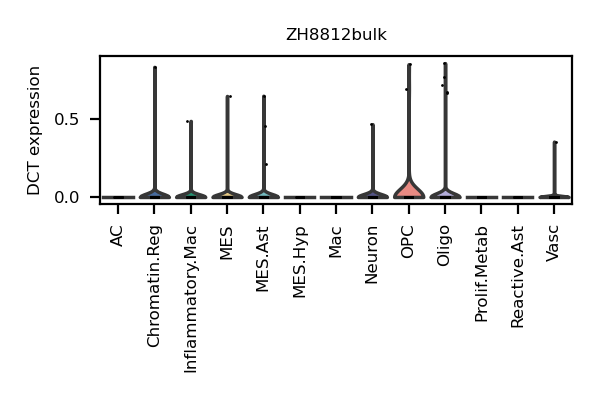 ZH8812bulk
DCT expression
0.5
0.0
AC
Chromatin.Reg
Inflammatory.Mac
MES
MES.Ast
MES.Hyp
Mac
Neuron
OPC
Oligo
Prolif.Metab
Reactive.Ast
Vasc